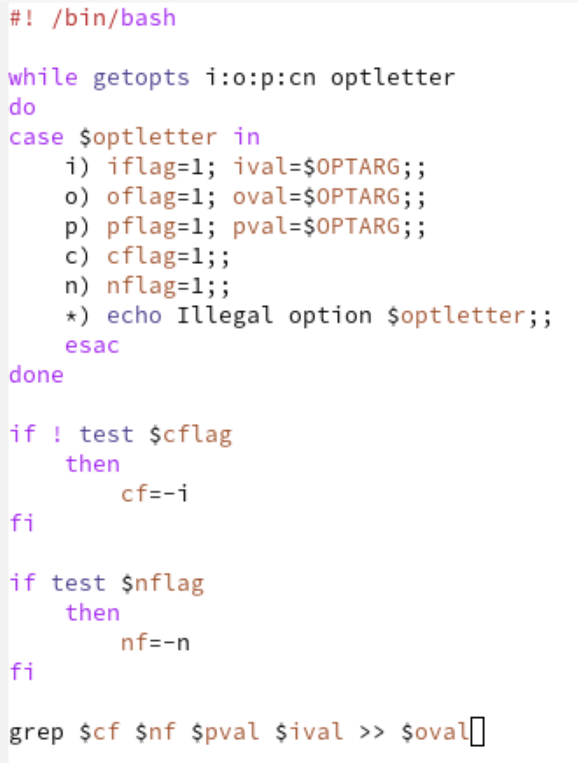 #! /bin/bash

while getopts i:o:p:cn optletter
do
case $optletter in
    i) iflag=1; ival=$OPTARG;;
    o) oflag=1; oval=$OPTARG;;
    p) pflag=1; pval=$OPTARG;;
    c) cflag=1;;
    n) nflag=1;;
    *) echo Illegal option $optletter;;
    esac
done

if ! test $cflag
    then
        cf=-i
fi

if test $nflag
    then
        nf=-n
fi

grep $cf $nf $pval $ival >> $oval